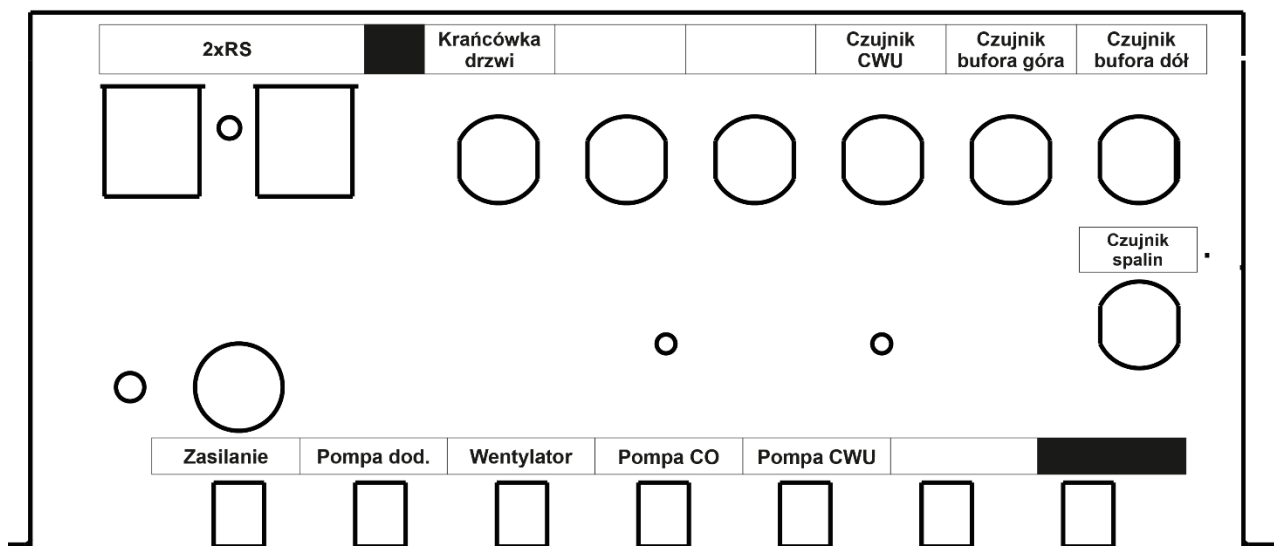 2xRS
Krańcówka
drzwi
Czujnik
CWU
Czujnik
bufora góra
Czujnik
bufora dół
Czujnik
spalin
Zasilanie
Pompa dod.
Wentylator
Pompa CO
Pompa CWU